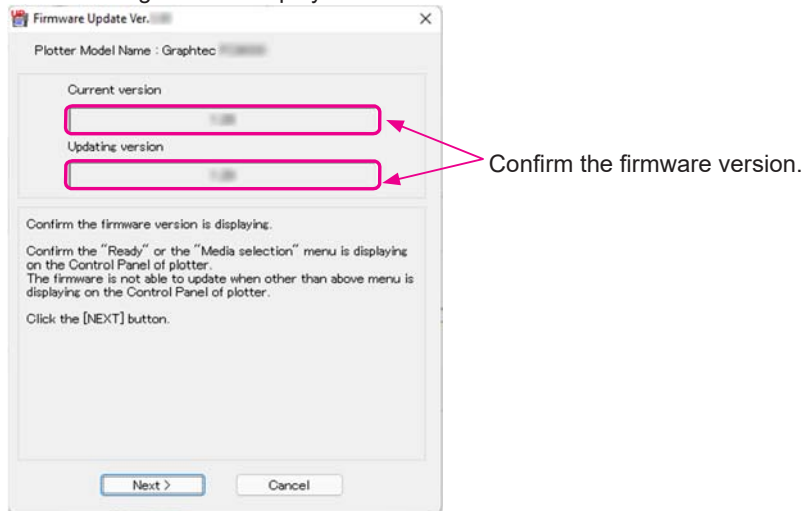 Firmware Update Ver.
Plotter Model Name : Graphtec
Current version
Updating version
Confirm the firmware version.
Confirm the firmware version is displaying.
Confirm the "Ready" or the "Media selection" menu is displaying
on the Control Panel of plotter.
The firmware is not able to update when other than above menu is
displaying on the Control Panel of plotter.
Click the [NEXT] button.
Next >
Cancel